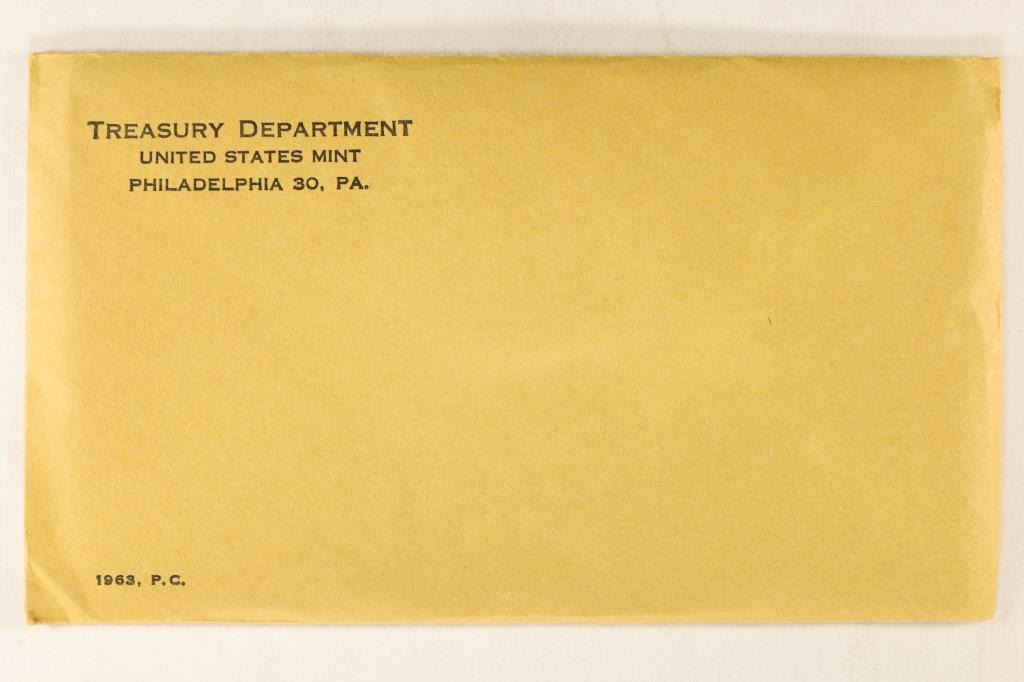 TREASURY DEPARTMENT
UNITED STATES MINT
PHILADELPHIA 30, PA.
1963, P.C.